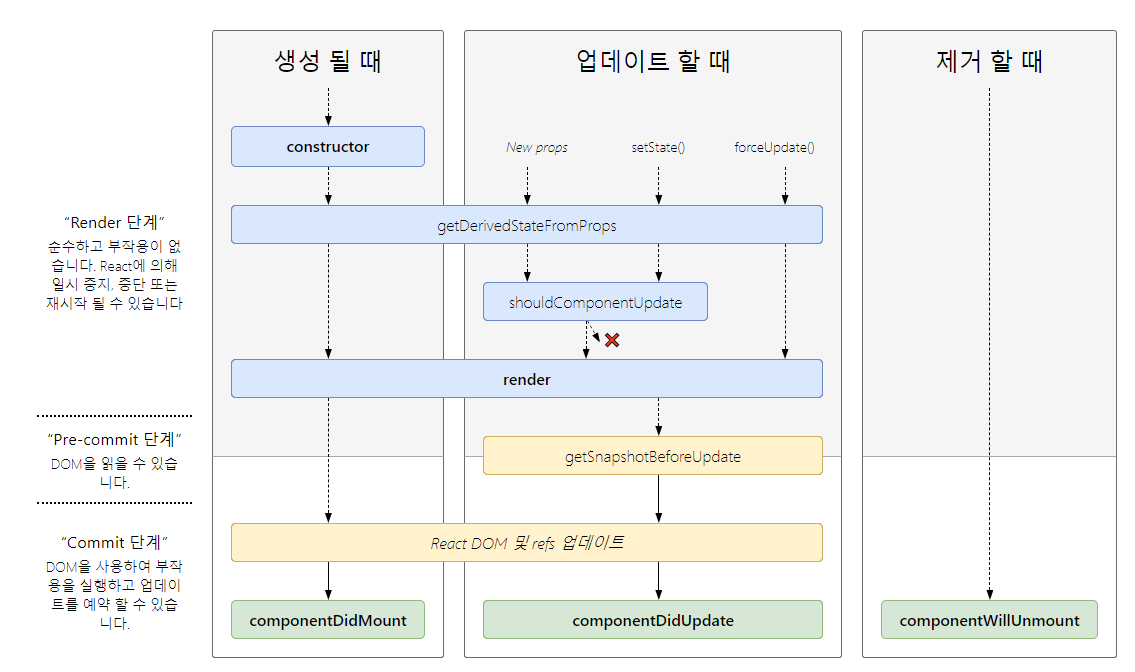 생성 될 때
업데이트 할 때
제거 할 때
constructor
New props
setState()
forceUpdate()
“Render 단계”
순수하고 부작용이 없
습니다. React에 의해
일시 중지, 중단 또는
재시작 될 수 있습니다
getDerivedStateFromProps
shouldComponentUpdate
render
“Pre-commit 단계”
DOM을 읽을 수 있습
니다.
getSnapshotBeforeUpdate
“Commit 단계”
DOM을 사용하여 부작
용을 실행하고 업데이
트를 예약 할 수 있습
니다.
React DOM 및 refs 업데이트
componentDidMount
componentDidUpdate
componentWillUnmount